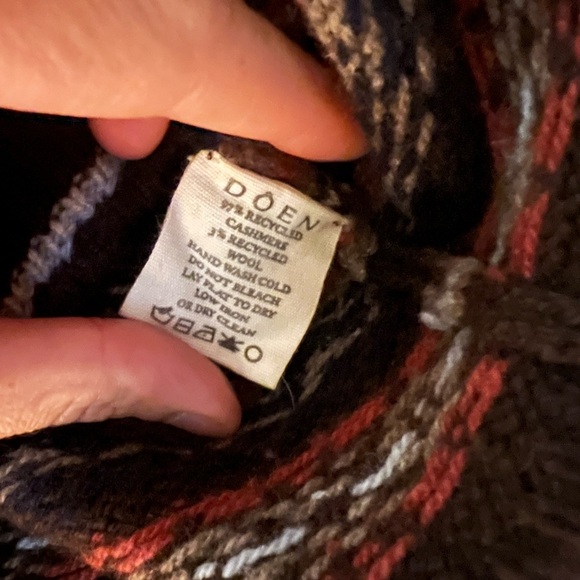 DÔEN
97% RECYCLED
CASHMERE
3% RECYCLED
WOOL
HAND WASH COLD
DO NOT BLEACH
LAY FLAT TO DRY
LOW IRON
OR DRY CLEAN